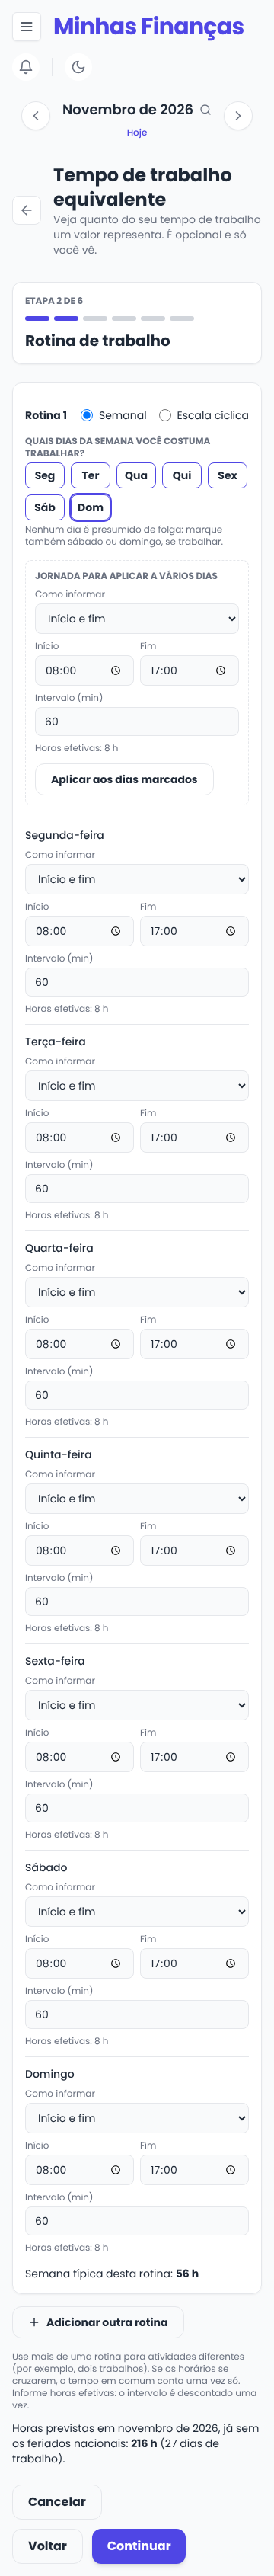 Minhas Finanças
Novembro de 2026
Hoje
Tempo de trabalho
equivalente
Veja quanto do seu tempo de trabalho
um valor representa. É opcional e só
você vê.
ETAPA 2 DE 6
Rotina de trabalho
Rotina 1 Semanal Escala cíclica
QUAIS DIAS DA SEMANA VOCÊ COSTUMA
TRABALHAR?
Seg Ter Qua Qui Sex
Sáb Dom
Nenhum dia é presumido de folga: marque
também sábado ou domingo, se trabalhar.
JORNADA PARA APLICAR A VÁRIOS DIAS
Como informar
Início e fim
Início Fim
08:00 17:00
Intervalo (min)
60
Horas efetivas: 8 h
Aplicar aos dias marcados
Segunda-feira
Como informar
Início e fim
Início Fim
08:00 17:00
Intervalo (min)
60
Horas efetivas: 8 h
Terça-feira
Como informar
Início e fim
Início Fim
08:00 17:00
Intervalo (min)
60
Horas efetivas: 8 h
Quarta-feira
Como informar
Início e fim
Início Fim
08:00 17:00
Intervalo (min)
60
Horas efetivas: 8 h
Quinta-feira
Como informar
Início e fim
Início Fim
08:00 17:00
Intervalo (min)
60
Horas efetivas: 8 h
Sexta-feira
Como informar
Início e fim
Início Fim
08:00 17:00
Intervalo (min)
60
Horas efetivas: 8 h
Sábado
Como informar
Início e fim
Início Fim
08:00 17:00
Intervalo (min)
60
Horas efetivas: 8 h
Domingo
Como informar
Início e fim
Início Fim
08:00 17:00
Intervalo (min)
60
Horas efetivas: 8 h
Semana típica desta rotina: 56 h
+ Adicionar outra rotina
Use mais de uma rotina para atividades diferentes
(por exemplo, dois trabalhos). Se os horários se
cruzarem, o tempo em comum conta uma vez só.
Informe horas efetivas: o intervalo é descontado uma
vez.
Horas previstas em novembro de 2026, já sem
os feriados nacionais: 216 h (27 dias de
trabalho).
Cancelar
Voltar Continuar